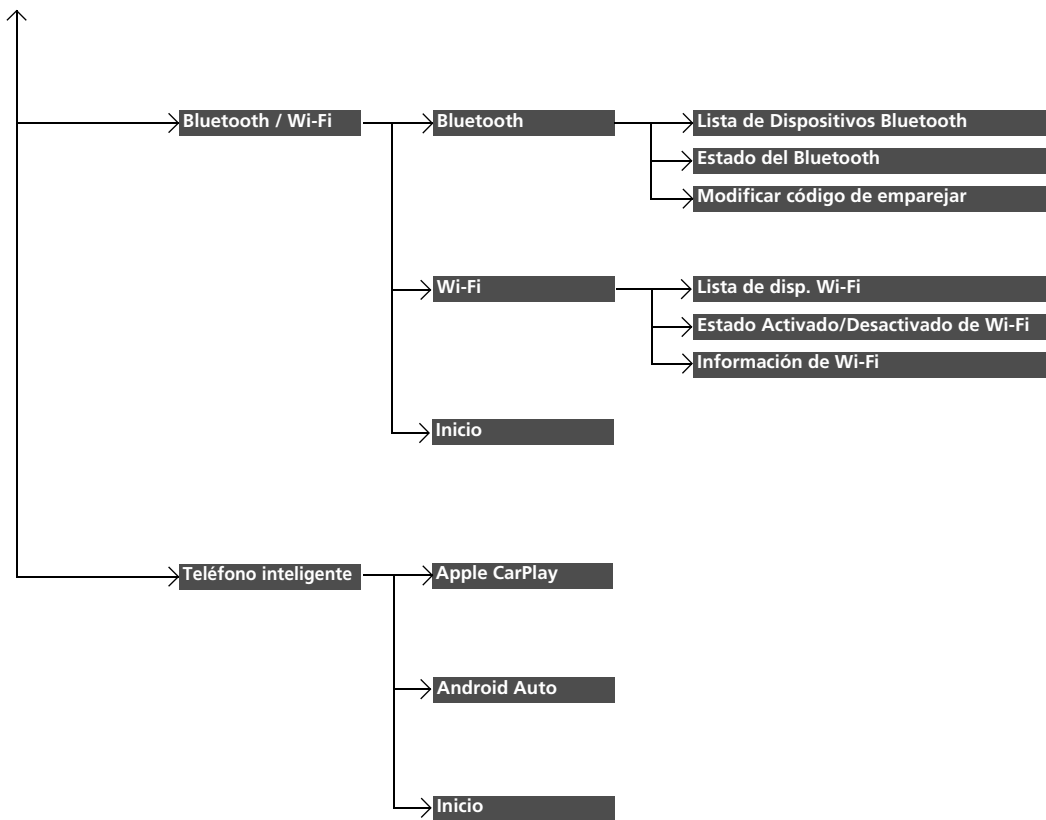 Bluetooth / Wi-Fi
Bluetooth
Lista de Dispositivos Bluetooth
Estado del Bluetooth
Modificar código de emparejar
Wi-Fi
Lista de disp. Wi-Fi
Estado Activado/Desactivado de Wi-Fi
Información de Wi-Fi
Inicio
Teléfono inteligente
Apple CarPlay
Android Auto
Inicio